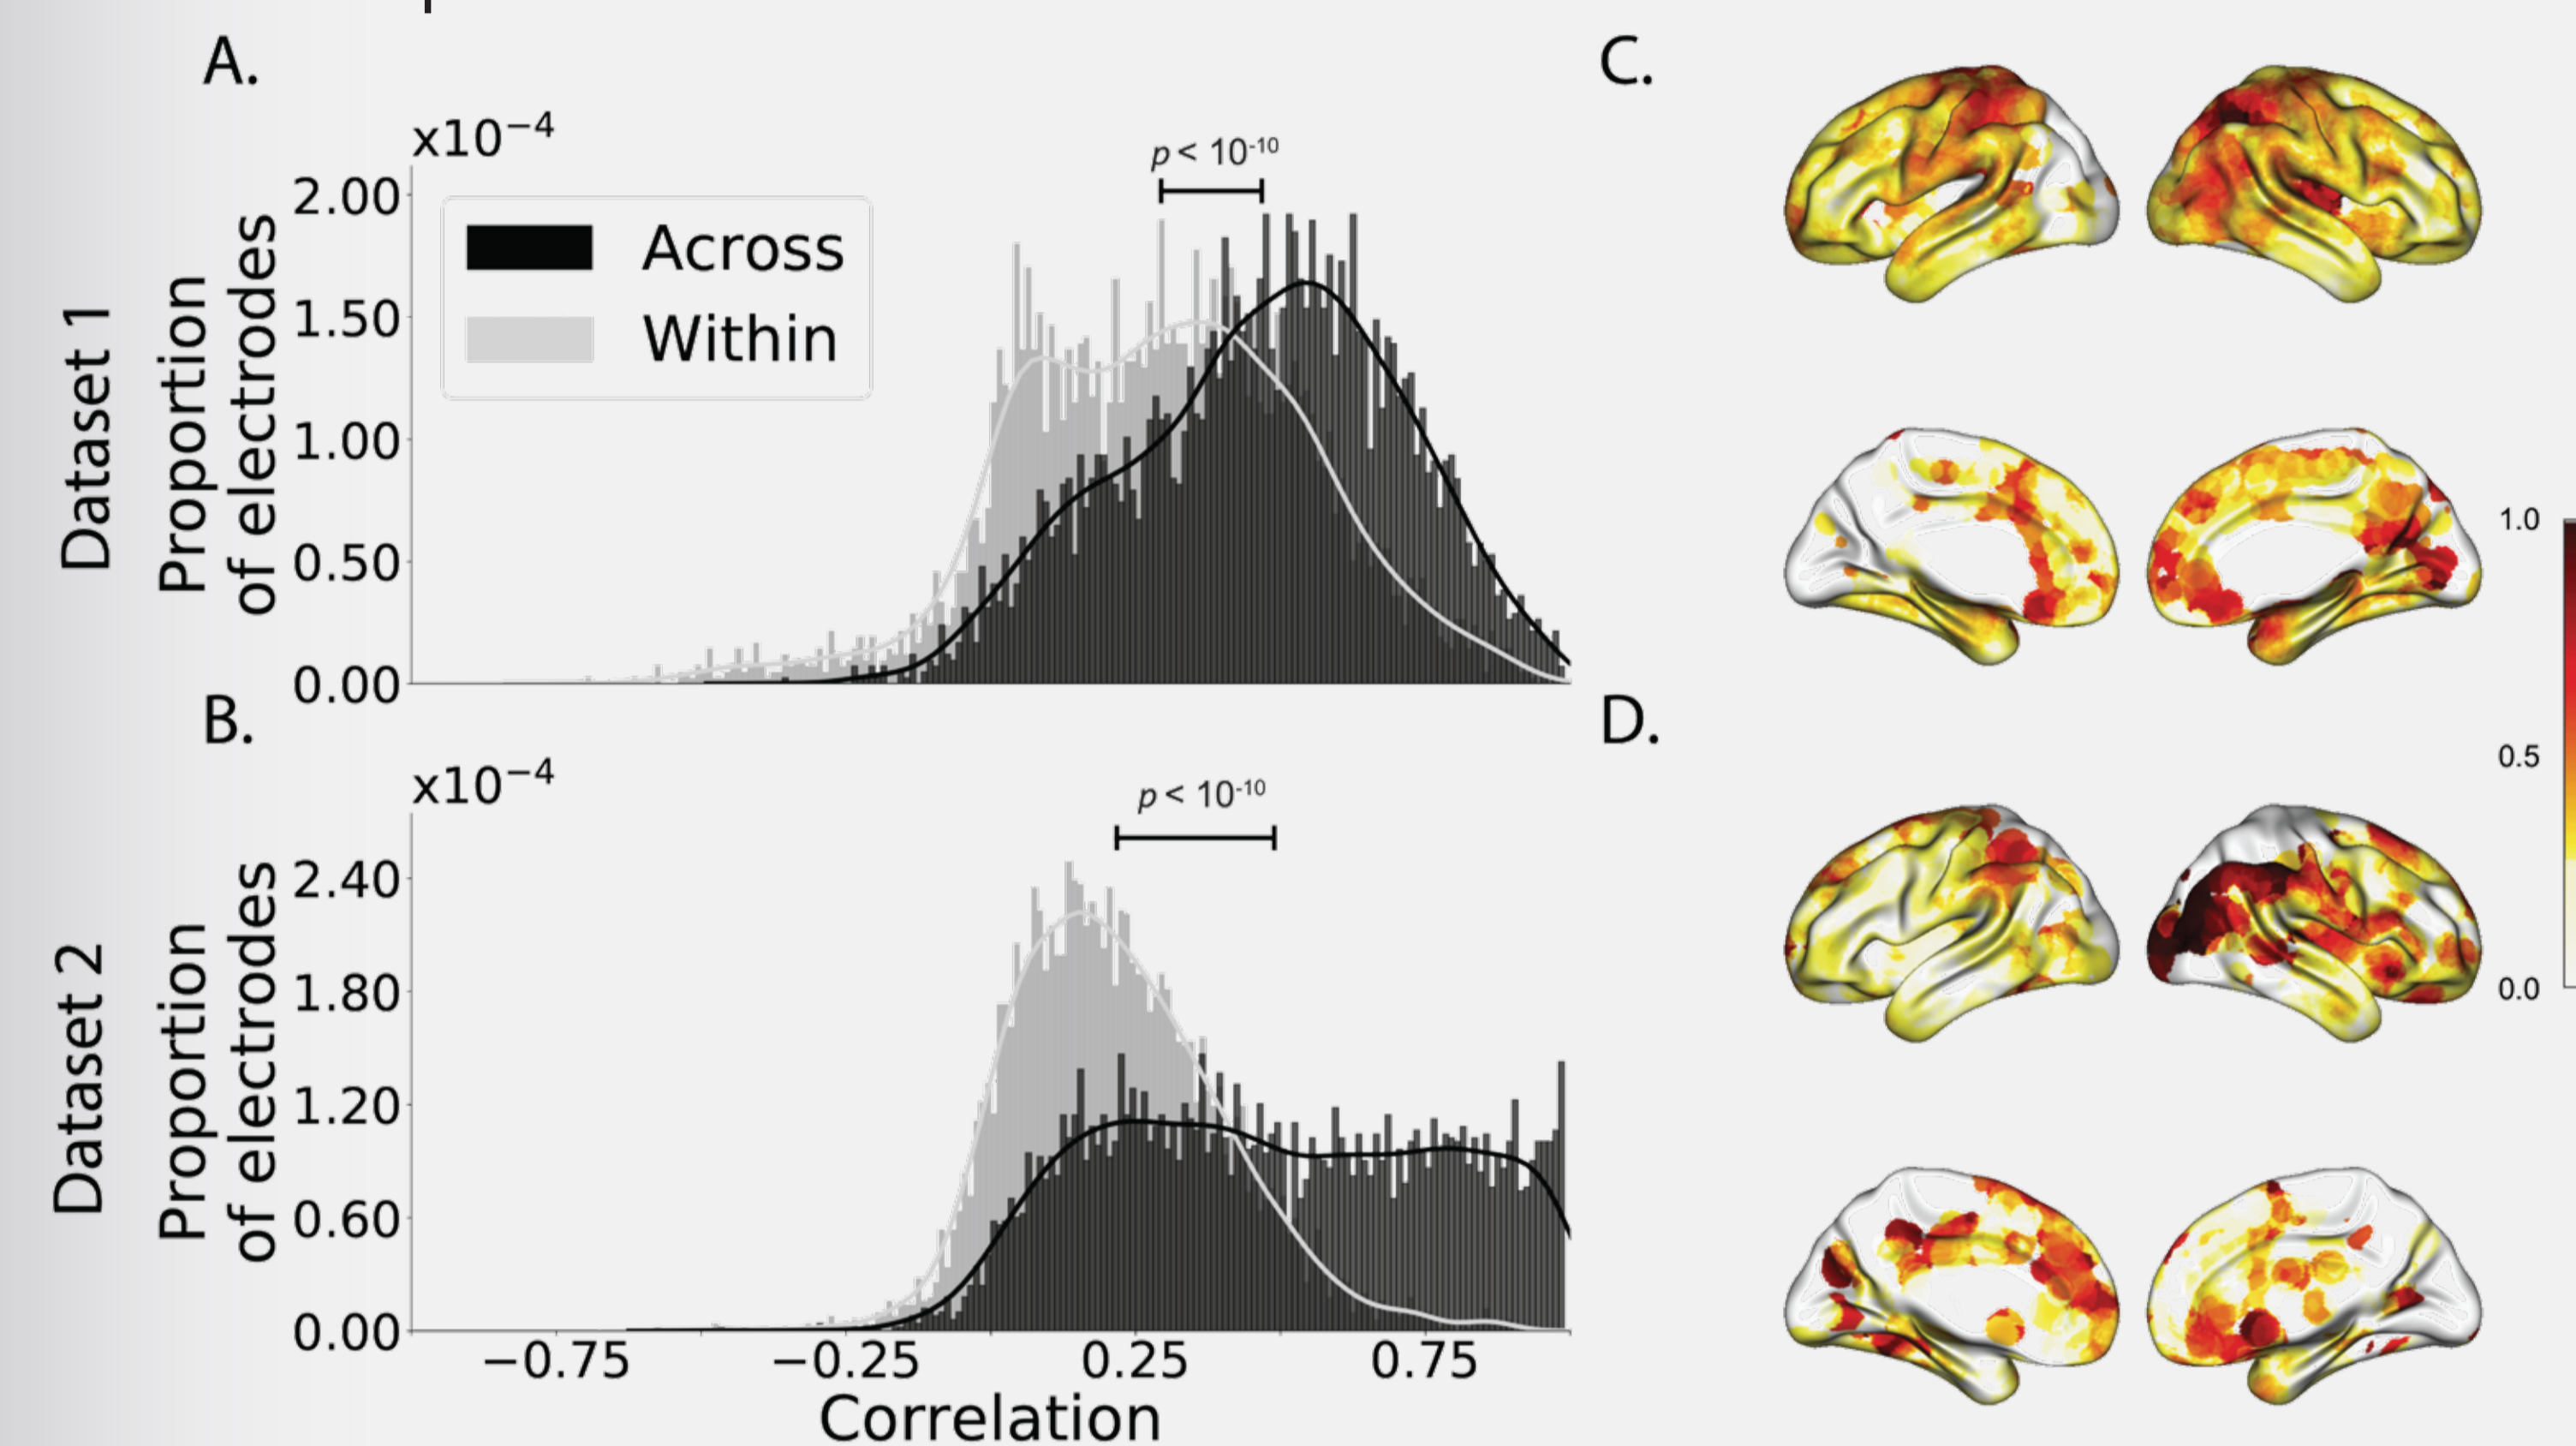 A.
x10⁻⁴
p < 10⁻¹⁰
2.00
1.50
1.00
0.50
0.00
Across
Within
Proportion
of electrodes
Dataset 1
B.
x10⁻⁴
p < 10⁻¹⁰
2.40
1.80
1.20
0.60
0.00
Proportion
of electrodes
Dataset 2
−0.75
−0.25
0.25
0.75
Correlation
C.
1.0
0.5
0.0
D.